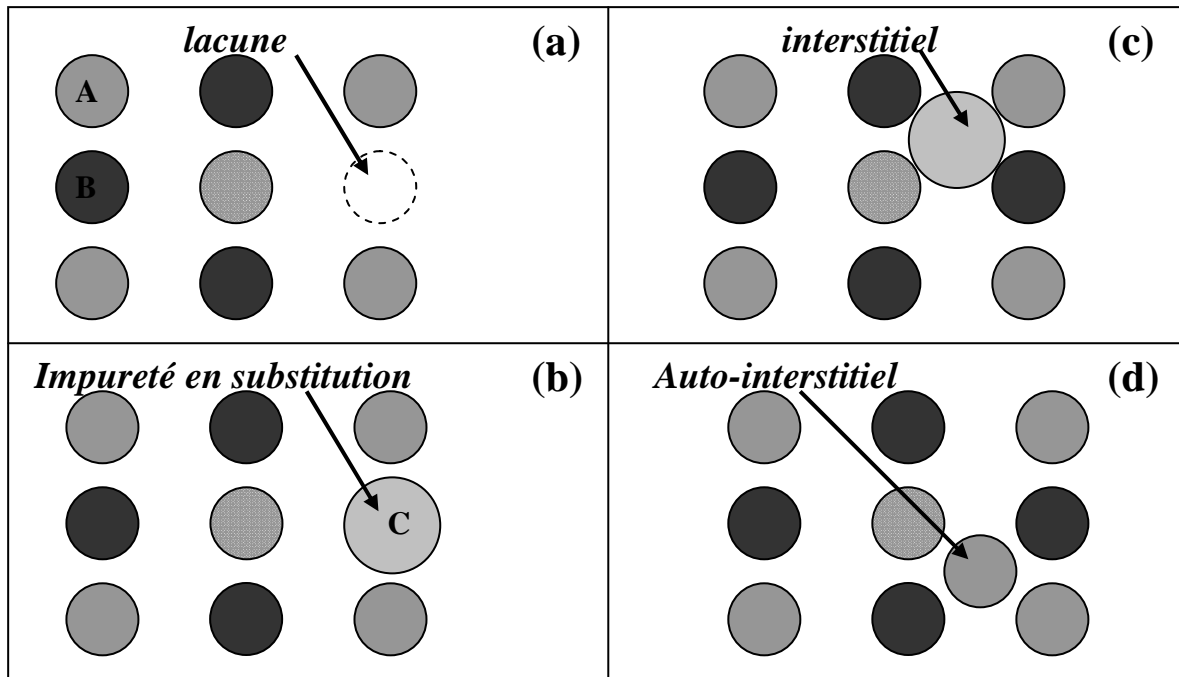 lacune
(a)
A
B
interstitiel
(c)
Impureté en substitution
(b)
C
Auto-interstitiel
(d)